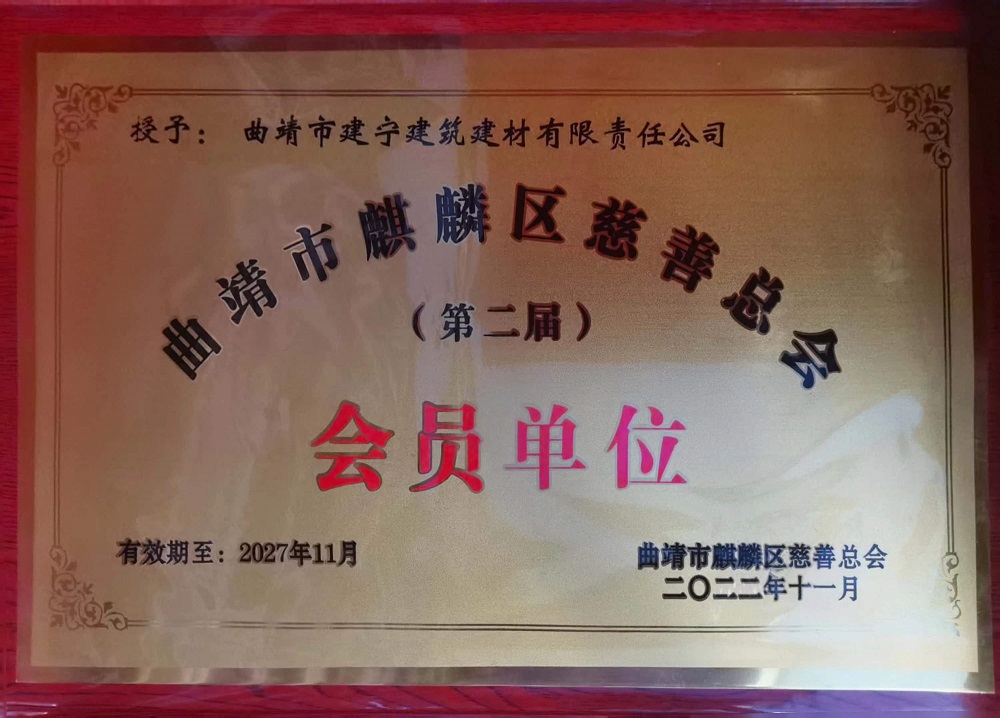 授予： 曲靖市建宁建筑建材有限责任公司
曲靖市麒麟区慈善总会
（第二届）
会员单位
有效期至：2027年11月
曲靖市麒麟区慈善总会
二〇二二年十一月